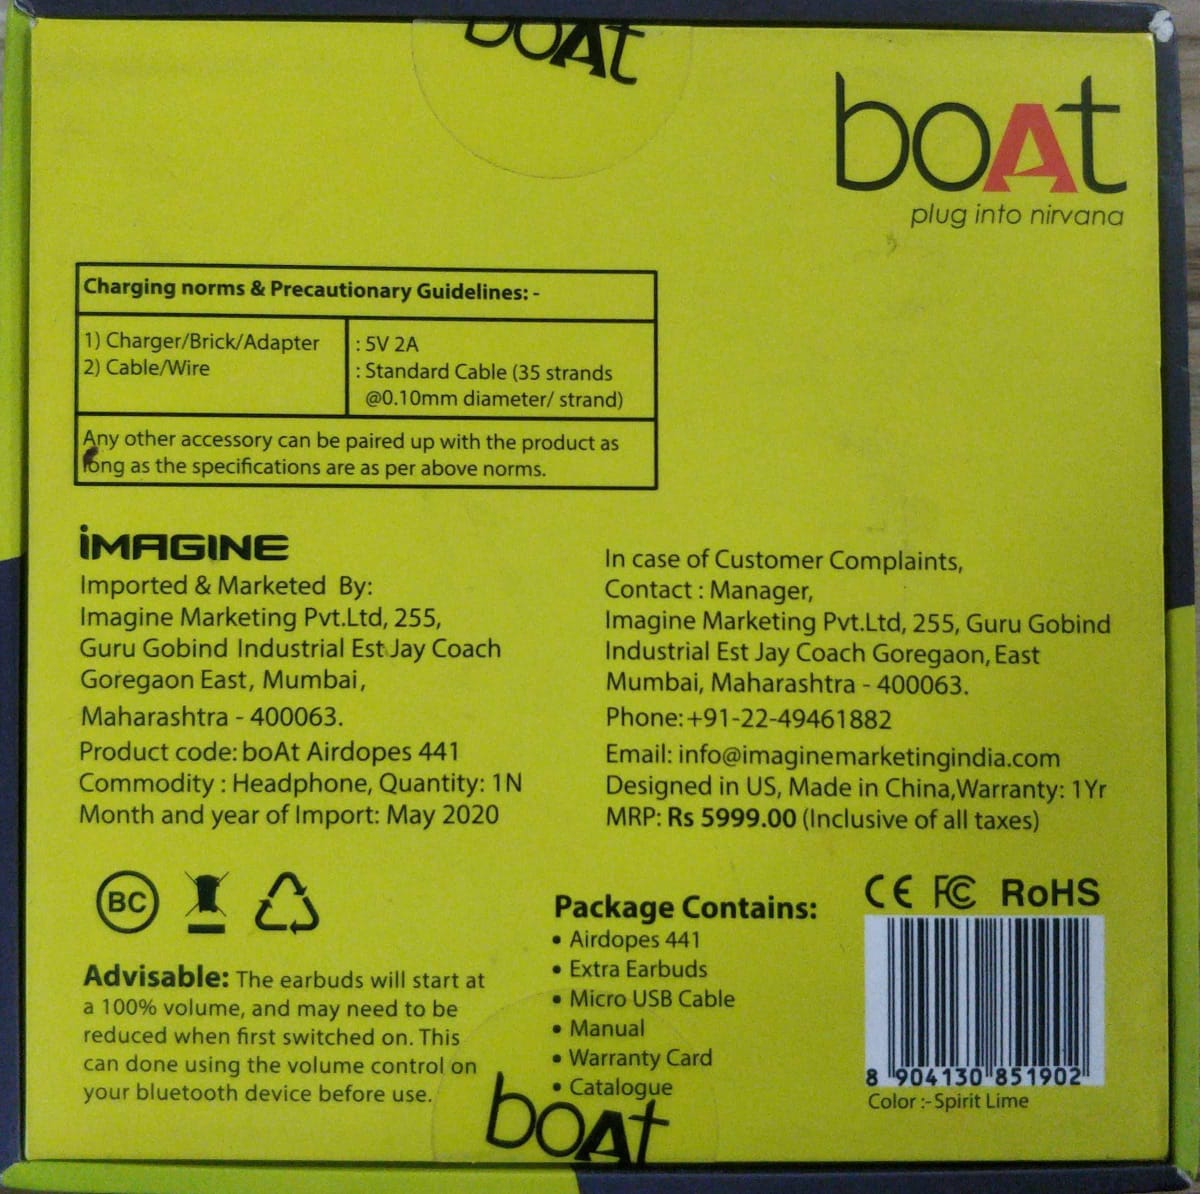 boAt
boAt
plug into nirvana
Charging norms & Precautionary Guidelines: -
1) Charger/Brick/Adapter : 5V 2A
2) Cable/Wire : Standard Cable (35 strands
@0.10mm diameter/ strand)
Any other accessory can be paired up with the product as
long as the specifications are as per above norms.
iMAGINE
Imported & Marketed By:
Imagine Marketing Pvt.Ltd, 255,
Guru Gobind Industrial Est Jay Coach
Goregaon East, Mumbai,
Maharashtra - 400063.
Product code: boAt Airdopes 441
Commodity : Headphone, Quantity: 1N
Month and year of Import: May 2020
In case of Customer Complaints,
Contact : Manager,
Imagine Marketing Pvt.Ltd, 255, Guru Gobind
Industrial Est Jay Coach Goregaon, East
Mumbai, Maharashtra - 400063.
Phone: +91-22-49461882
Email: info@imaginemarketingindia.com
Designed in US, Made in China,Warranty: 1Yr
MRP: Rs 5999.00 (Inclusive of all taxes)
BC
Advisable: The earbuds will start at
a 100% volume, and may need to be
reduced when first switched on. This
can done using the volume control on
your bluetooth device before use.
Package Contains:
• Airdopes 441
• Extra Earbuds
• Micro USB Cable
• Manual
• Warranty Card
• Catalogue
boAt
CE FC RoHS
8 904130 851902
Color :- Spirit Lime